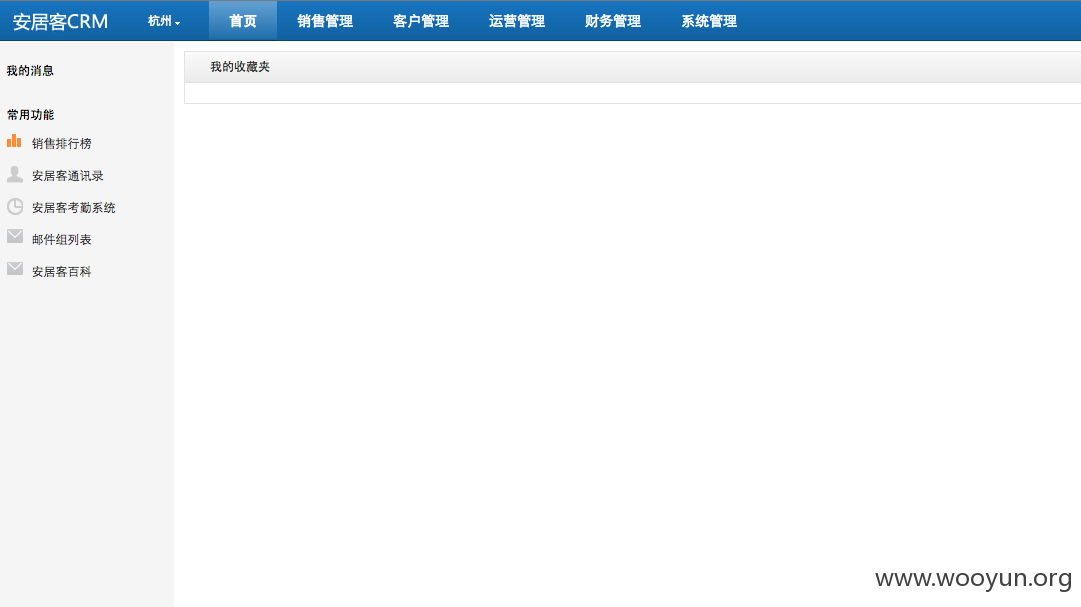 安居客CRM 杭州 首页 销售管理 客户管理 运营管理 财务管理 系统管理
我的消息
我的收藏夹
常用功能
销售排行榜
安居客通讯录
安居客考勤系统
邮件组列表
安居客百科
www.wooyun.org